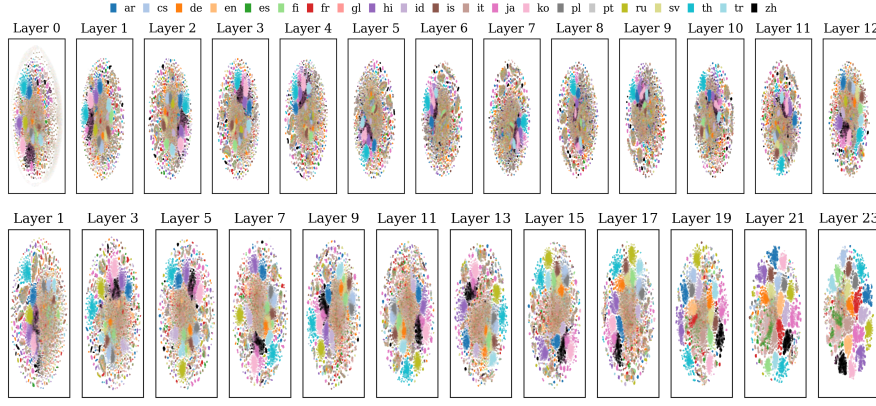 ar cs de en es fi fr gl hi id is it ja ko pl pt ru sv th tr zh
Layer 0 Layer 1 Layer 2 Layer 3 Layer 4 Layer 5 Layer 6 Layer 7 Layer 8 Layer 9 Layer 10 Layer 11 Layer 12
Layer 1 Layer 3 Layer 5 Layer 7 Layer 9 Layer 11 Layer 13 Layer 15 Layer 17 Layer 19 Layer 21 Layer 23